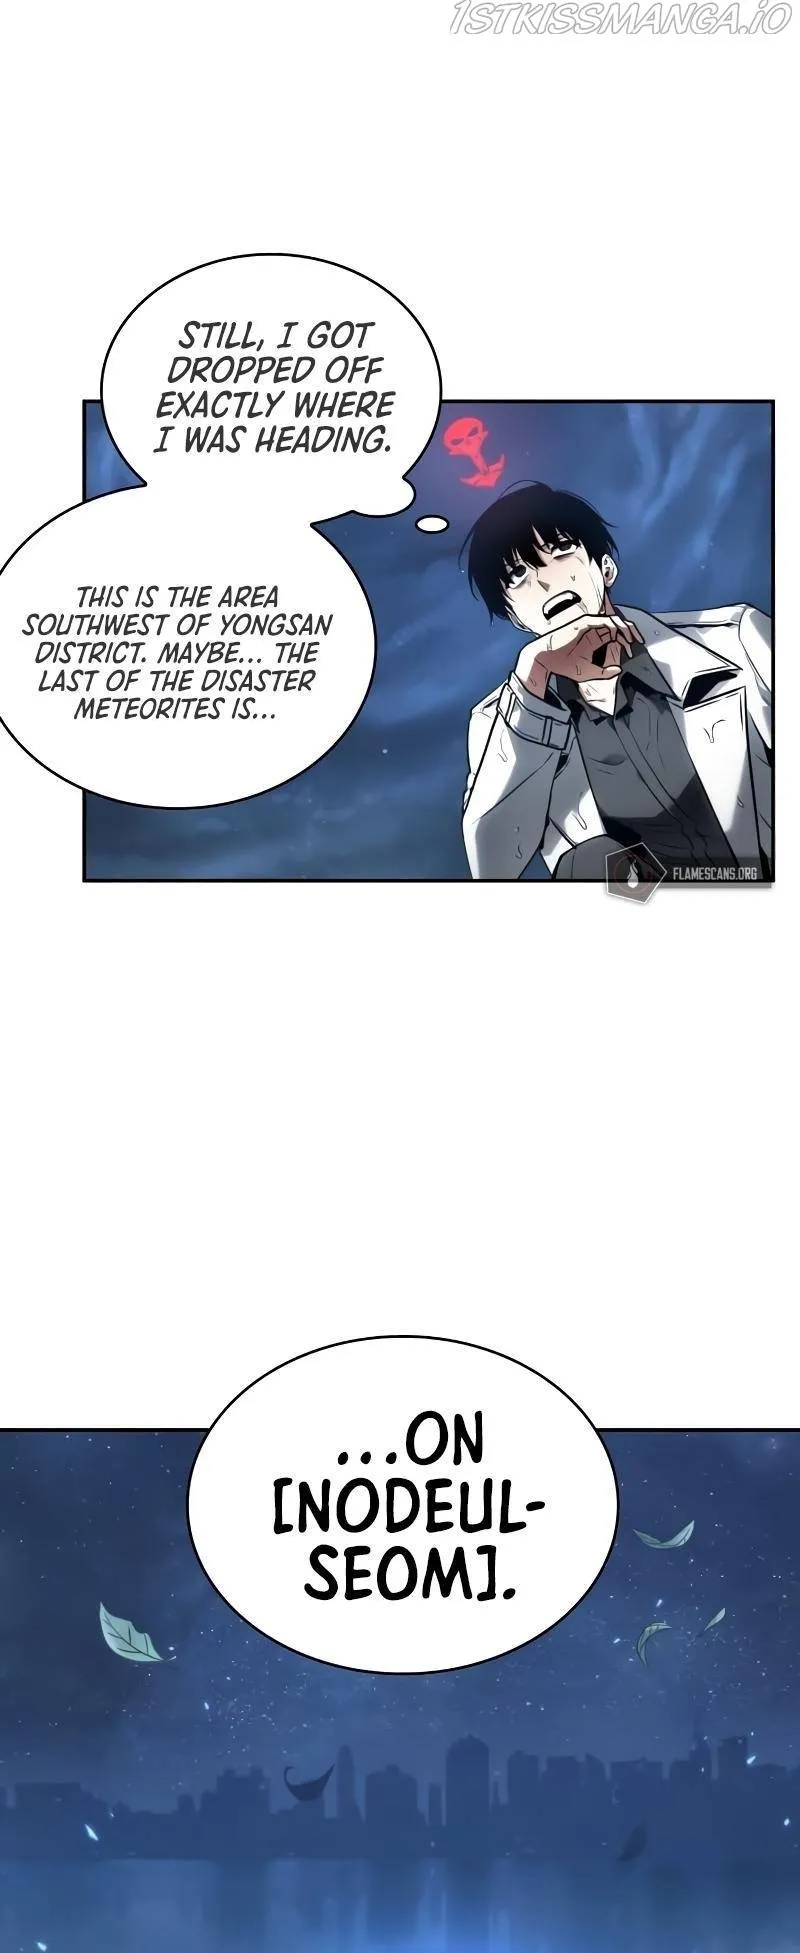 1STKISSMANGA.IO
STILL, I GOT
DROPPED OFF
EXACTLY WHERE
I WAS HEADING.
THIS IS THE AREA
SOUTHWEST OF YONGSAN
DISTRICT. MAYBE... THE
LAST OF THE DISASTER
METEORITES IS...
FLAMESCANS.ORG
...ON
[NODEUL-
SEOM].